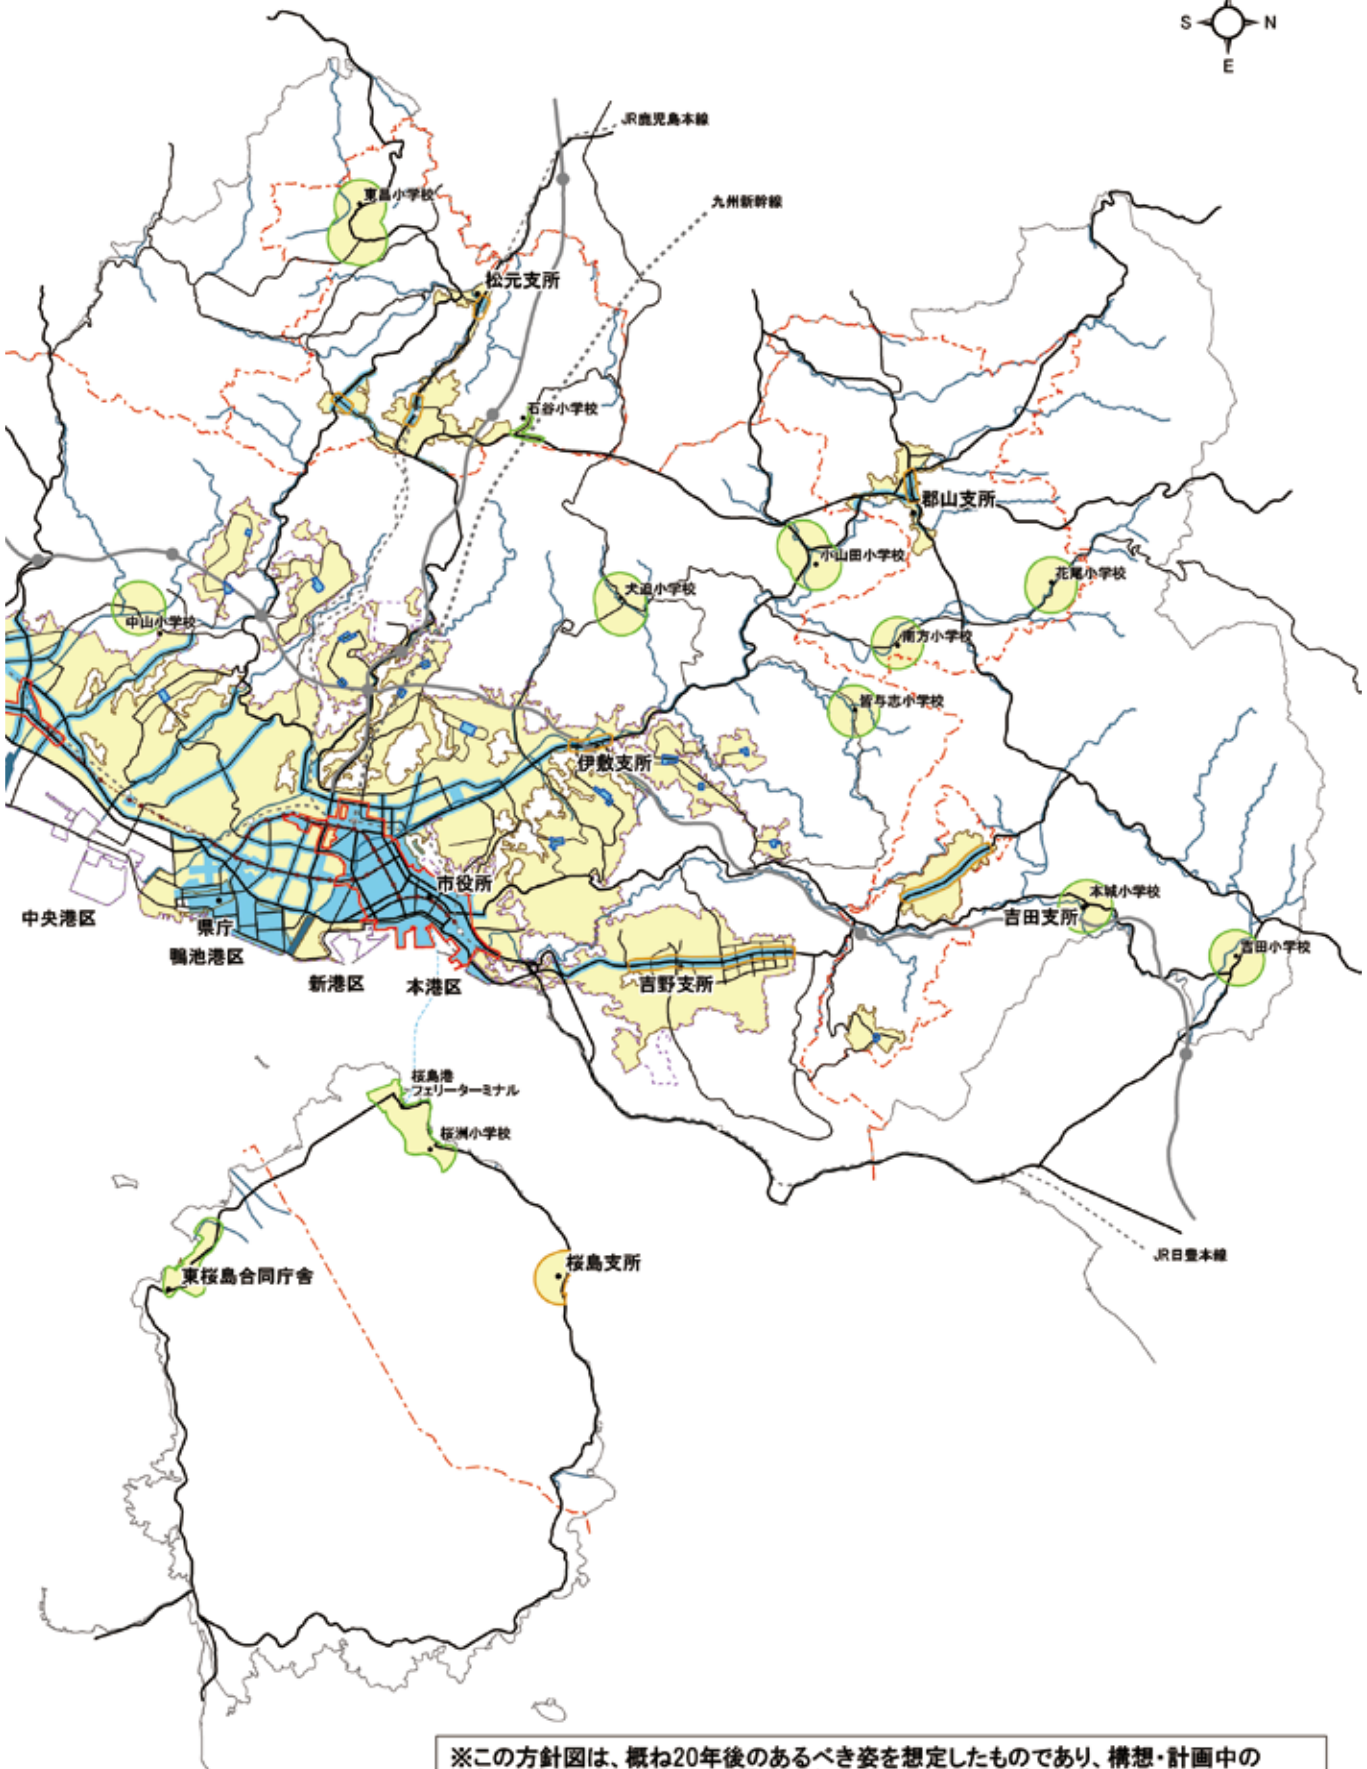 S
N
E
JR鹿児島本線
東昌小学校
九州新幹線
松元支所
石谷小学校
郡山支所
小山田小学校
花尾小学校
犬迫小学校
中山小学校
南方小学校
皆与志小学校
伊敷支所
市役所
本城小学校
県庁
中央港区
吉田支所
鴨池港区
吉田小学校
新港区
本港区
吉野支所
桜島港
フェリーターミナル
桜洲小学校
JR日豊本線
桜島支所
東桜島合同庁舎
※この方針図は、概ね20年後のあるべき姿を想定したものであり、構想・計画中の